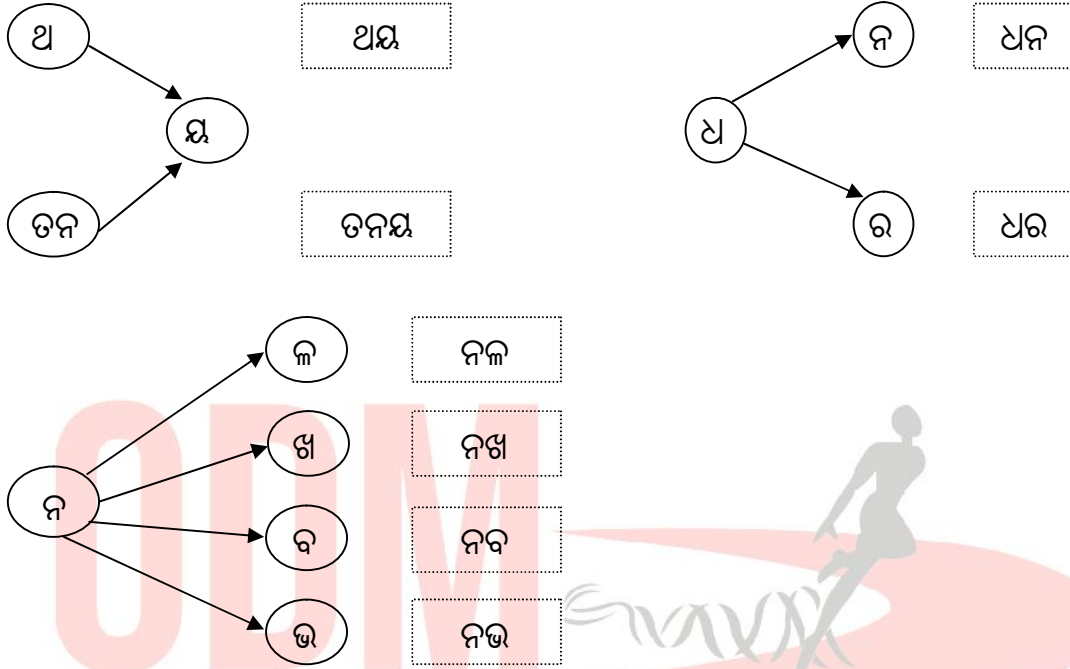 ଥ ଥୟ ନ ଧନ
ୟ ଧ
ତନ ତନୟ ର ଧର
ଳ ନଳ
ଖ ନଖ
ନ
ବ ନବ
ଭ ନଭ
ODM